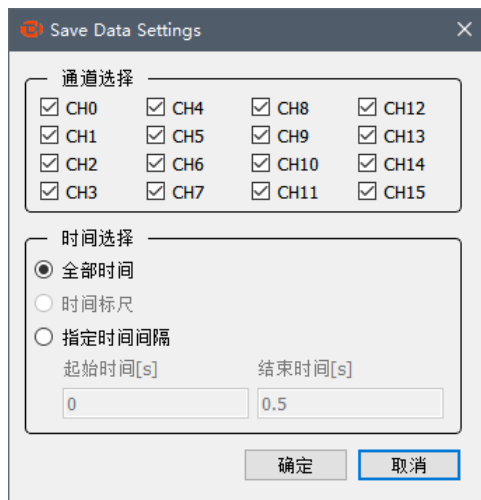 Save Data Settings
通道选择
CH0 CH4 CH8 CH12
CH1 CH5 CH9 CH13
CH2 CH6 CH10 CH14
CH3 CH7 CH11 CH15
时间选择
全部时间
时间标尺
指定时间间隔
起始时间[s] 结束时间[s]
0 0.5
确定 取消